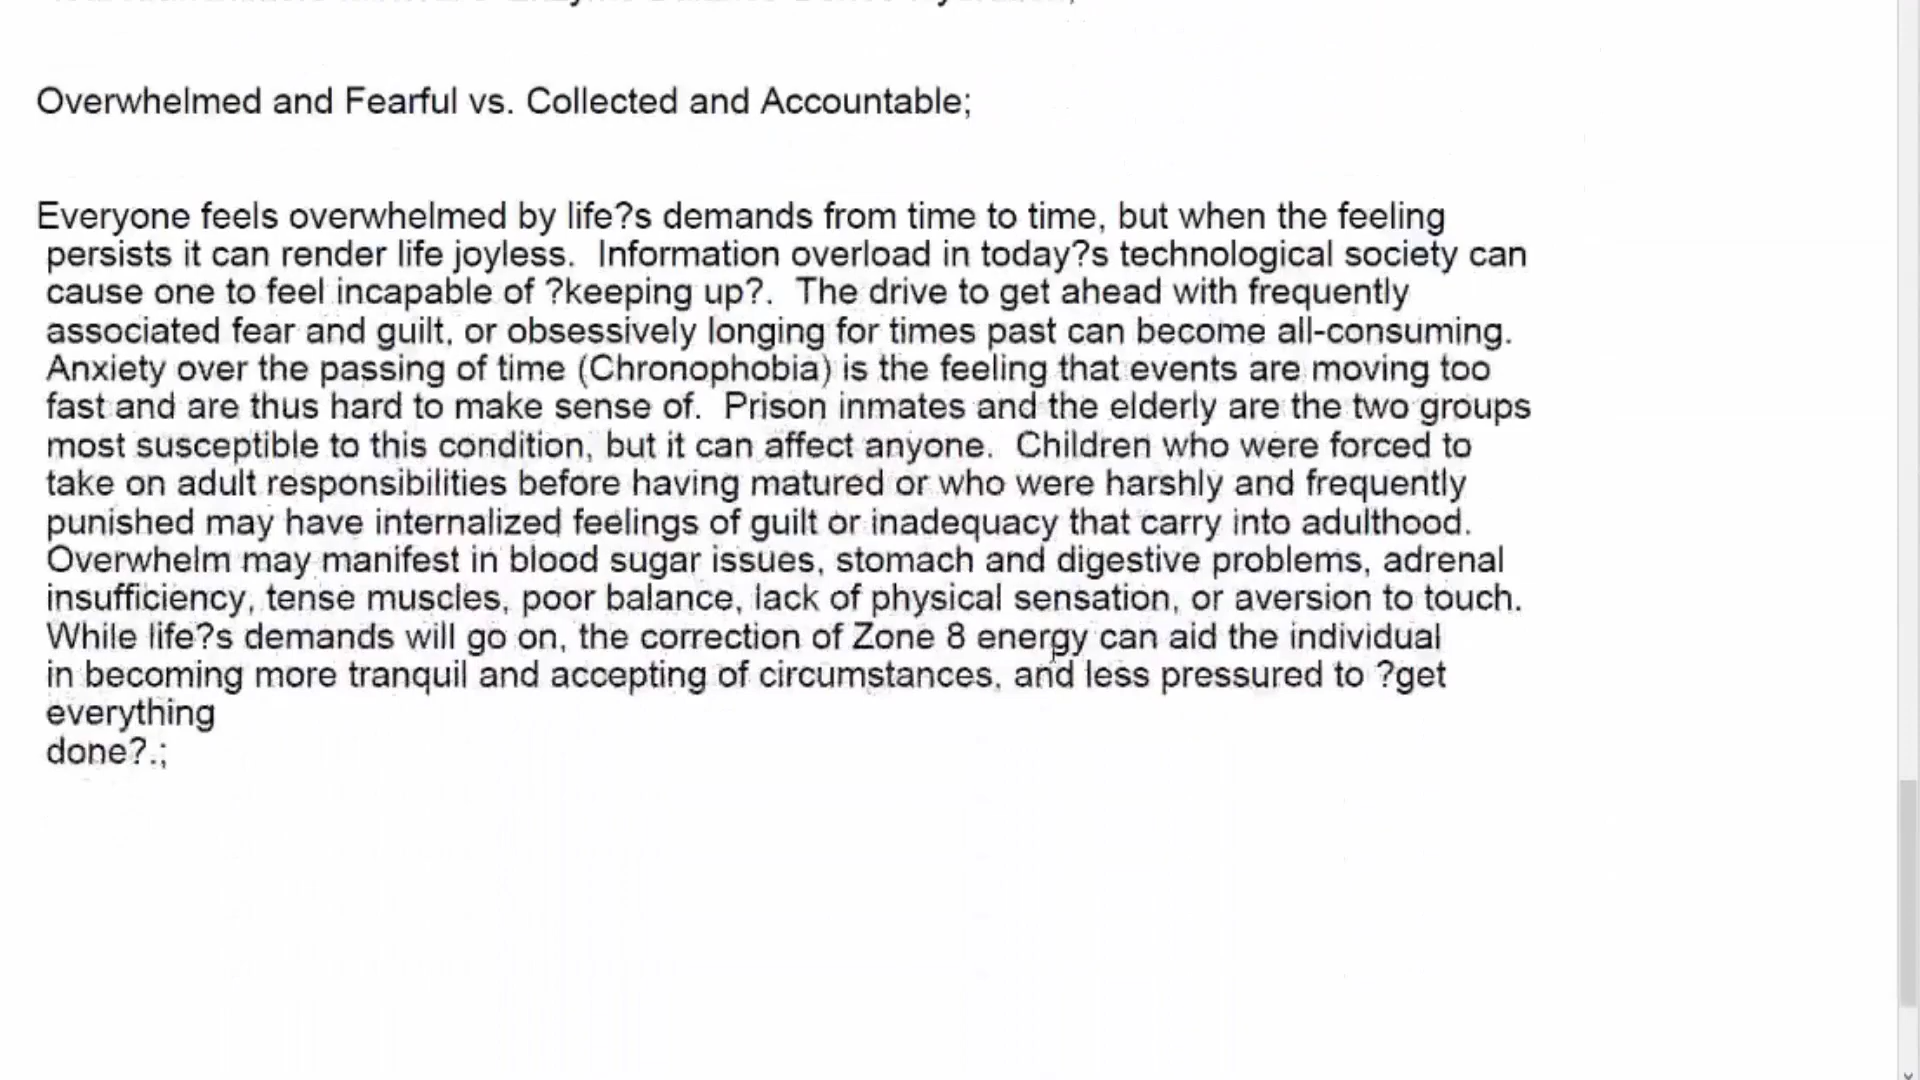 Overwhelmed and Fearful vs. Collected and Accountable;
Everyone feels overwhelmed by life?s demands from time to time, but when the feeling
persists it can render life joyless.  Information overload in today?s technological society can
cause one to feel incapable of ?keeping up?.  The drive to get ahead with frequently
associated fear and guilt, or obsessively longing for times past can become all-consuming.
Anxiety over the passing of time (Chronophobia) is the feeling that events are moving too
fast and are thus hard to make sense of.  Prison inmates and the elderly are the two groups
most susceptible to this condition, but it can affect anyone.  Children who were forced to
take on adult responsibilities before having matured or who were harshly and frequently
punished may have internalized feelings of guilt or inadequacy that carry into adulthood.
Overwhelm may manifest in blood sugar issues, stomach and digestive problems, adrenal
insufficiency, tense muscles, poor balance, lack of physical sensation, or aversion to touch.
While life?s demands will go on, the correction of Zone 8 energy can aid the individual
in becoming more tranquil and accepting of circumstances, and less pressured to ?get
everything
done?.;